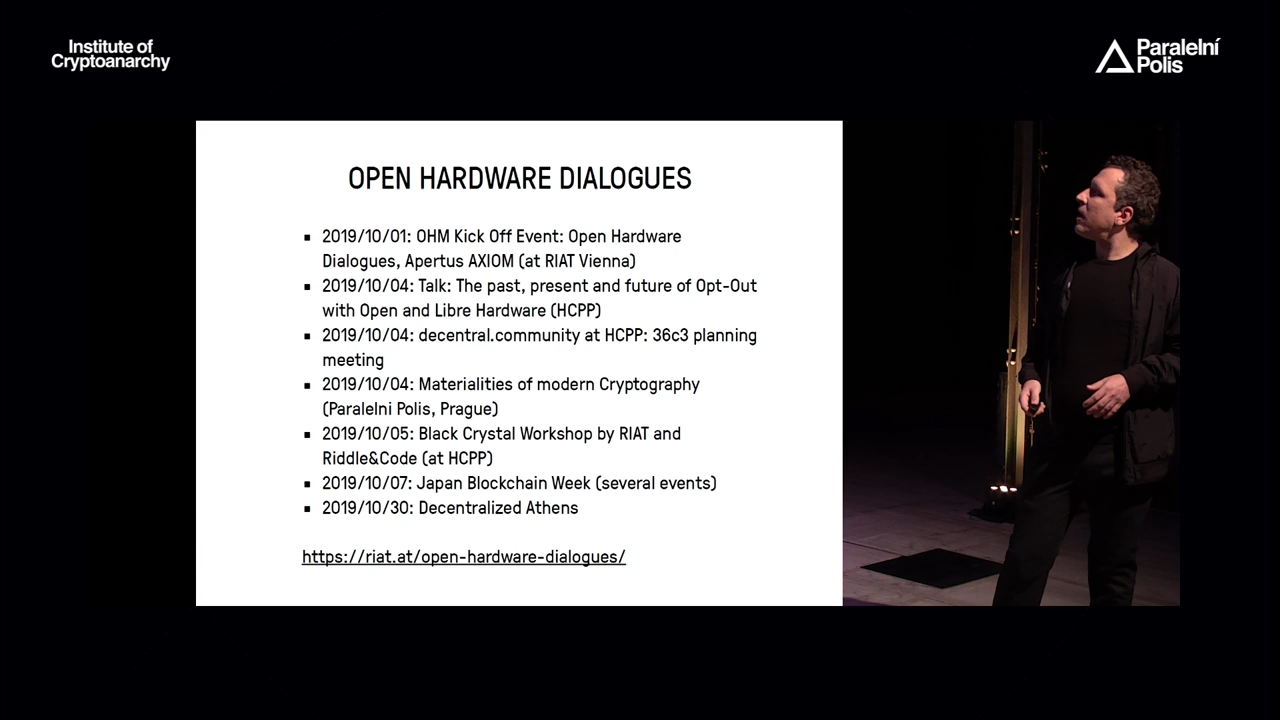 Institute of
Cryptoanarchy
Paralelní
Polis
OPEN HARDWARE DIALOGUES
▪ 2019/10/01: OHM Kick Off Event: Open Hardware
Dialogues, Apertus AXIOM (at RIAT Vienna)
▪ 2019/10/04: Talk: The past, present and future of Opt-Out
with Open and Libre Hardware (HCPP)
▪ 2019/10/04: decentral.community at HCPP: 36c3 planning
meeting
▪ 2019/10/04: Materialities of modern Cryptography
(Paralelni Polis, Prague)
▪ 2019/10/05: Black Crystal Workshop by RIAT and
Riddle&Code (at HCPP)
▪ 2019/10/07: Japan Blockchain Week (several events)
▪ 2019/10/30: Decentralized Athens
https://riat.at/open-hardware-dialogues/